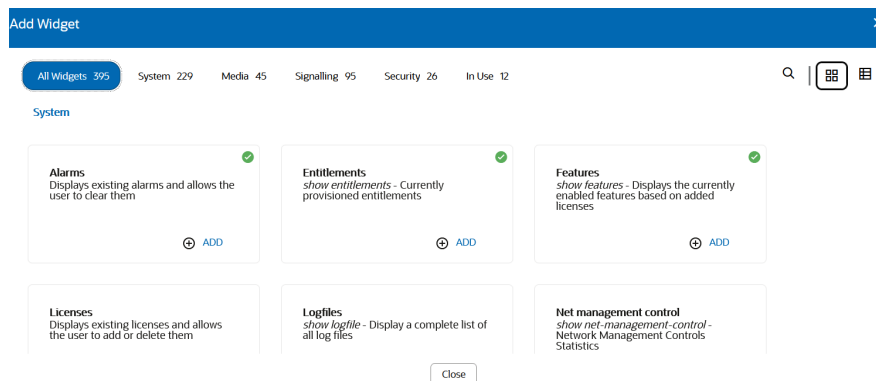 Add Widget
All Widgets 395 System 229 Media 45 Signalling 95 Security 26 In Use 12
System
Alarms
Displays existing alarms and allows the
user to clear them
ADD
Entitlements
show entitlements - Currently
provisioned entitlements
ADD
Features
show features - Displays the currently
enabled features based on added
licenses
ADD
Licenses
Displays existing licenses and allows
the user to add or delete them
Logfiles
show logfile - Display a complete list of
all log files
Net management control
show net-management-control -
Network Management Controls
Statistics
Close